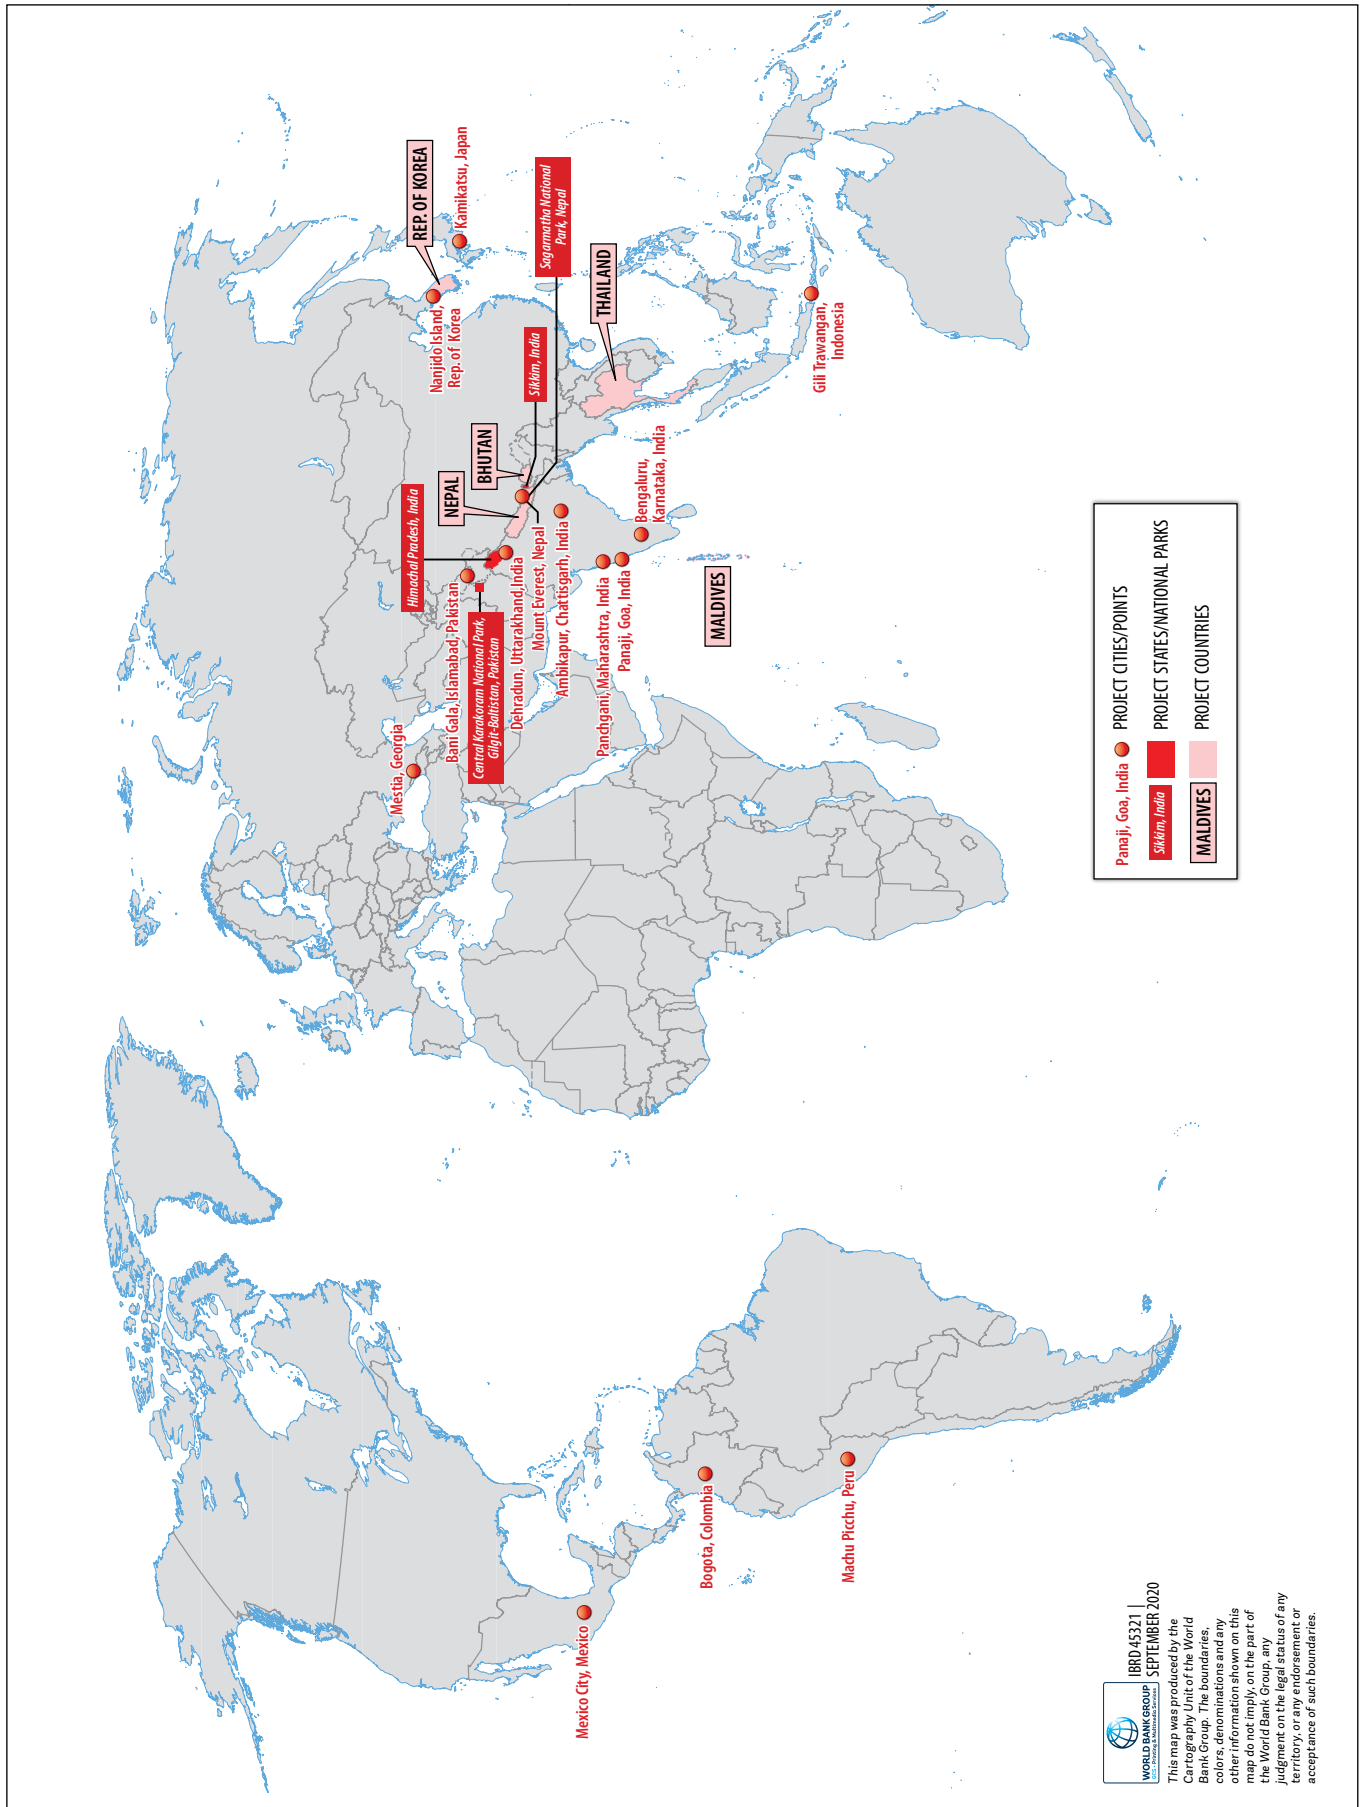 Mestia, Georgia
Bani Gala, Islamabad, Pakistan
Central Karakoram National Park,
Gilgit-Baltistan, Pakistan
Himachal Pradesh, India
Dehradun, Uttarakhand,India
Mount Everest, Nepal
Ambikapur, Chattisgarh, India
Panchgani, Maharashtra, India
Panaji, Goa, India
Bengaluru,
Karnataka, India
NEPAL
BHUTAN
Sikkim, India
Sagarmatha National
Park, Nepal
Nanjido Island,
Rep. of Korea
REP. OF KOREA
Kamikatsu, Japan
THAILAND
MALDIVES
Gili Trawangan,
Indonesia
Mexico City, Mexico
Bogota, Colombia
Machu Picchu, Peru
Panaji, Goa, India PROJECT CITIES/POINTS
Sikkim, India PROJECT STATES/NATIONAL PARKS
MALDIVES PROJECT COUNTRIES
WORLD BANK GROUP
GCS - Printing & Multimedia Services
IBRD 45321 |
SEPTEMBER 2020
This map was produced by the
Cartography Unit of the World
Bank Group. The boundaries,
colors, denominations and any
other information shown on this
map do not imply, on the part of
the World Bank Group, any
judgment on the legal status of any
territory, or any endorsement or
acceptance of such boundaries.